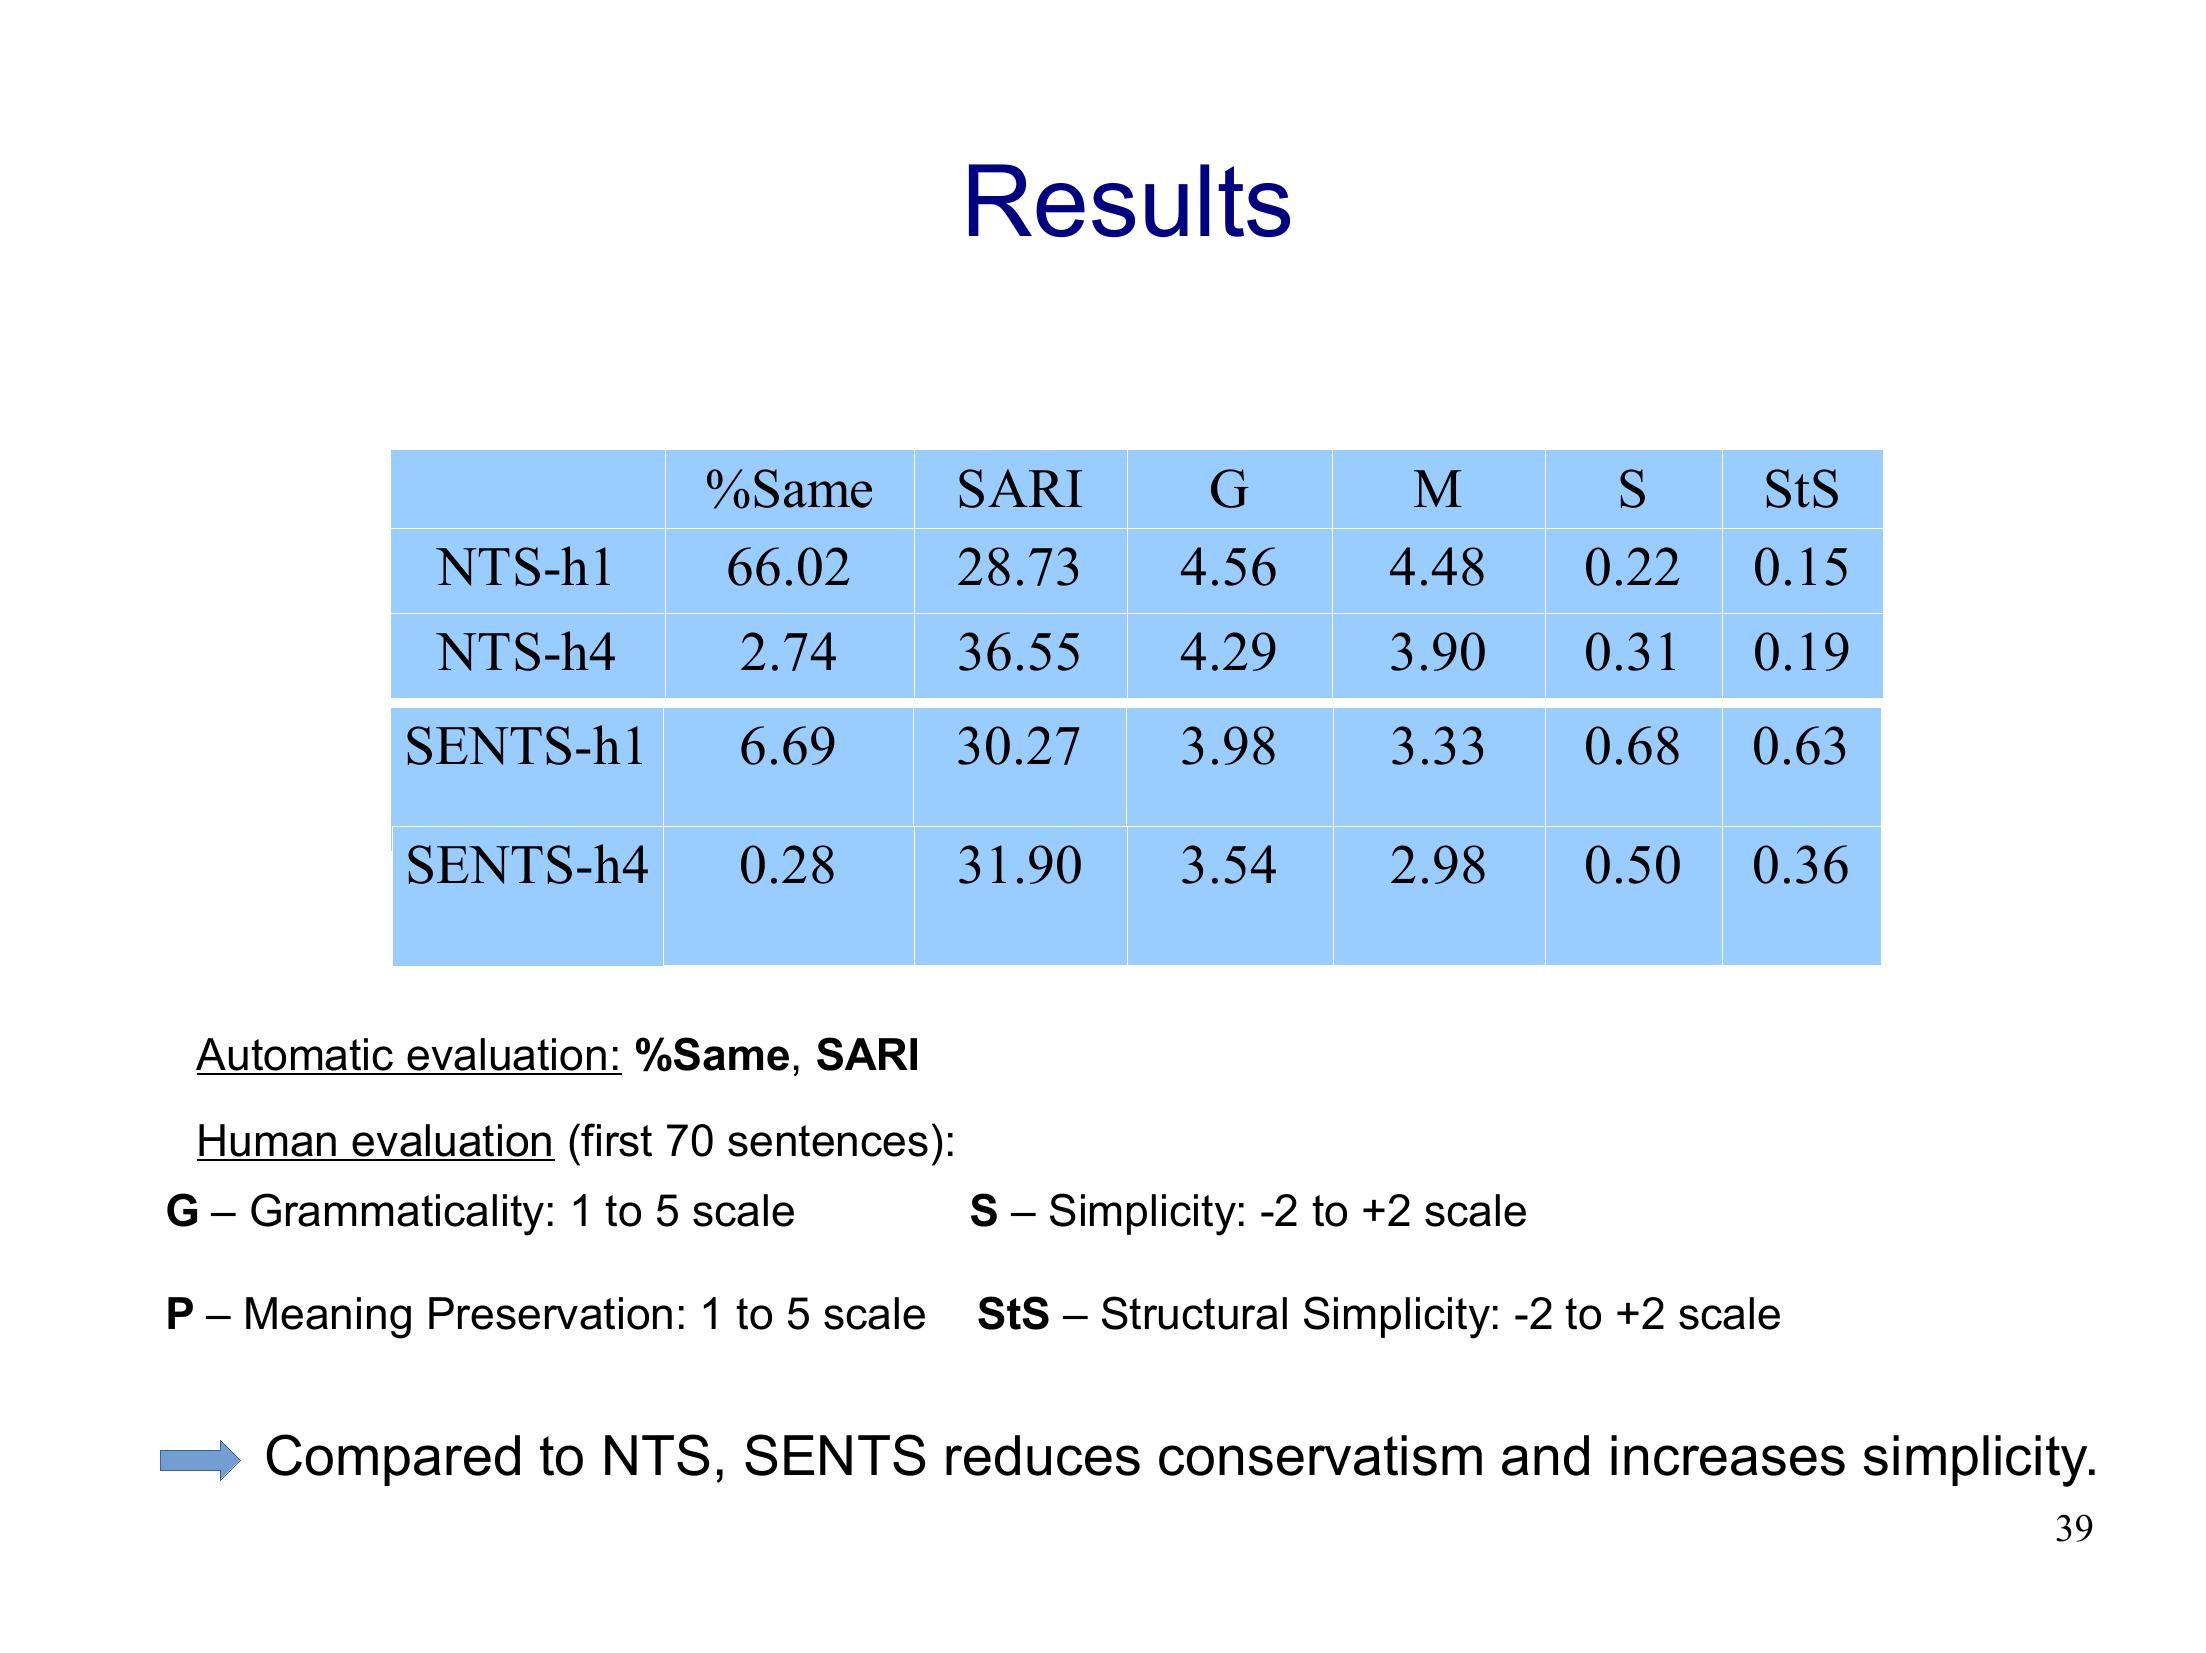 Results
%Same SARI G M S StS
NTS-h1 66.02 28.73 4.56 4.48 0.22 0.15
NTS-h4 2.74 36.55 4.29 3.90 0.31 0.19
SENTS-h1 6.69 30.27 3.98 3.33 0.68 0.63
SENTS-h4 0.28 31.90 3.54 2.98 0.50 0.36
Automatic evaluation: %Same, SARI
Human evaluation (first 70 sentences):
G – Grammaticality: 1 to 5 scale S – Simplicity: -2 to +2 scale
P – Meaning Preservation: 1 to 5 scale StS – Structural Simplicity: -2 to +2 scale
Compared to NTS, SENTS reduces conservatism and increases simplicity.
39